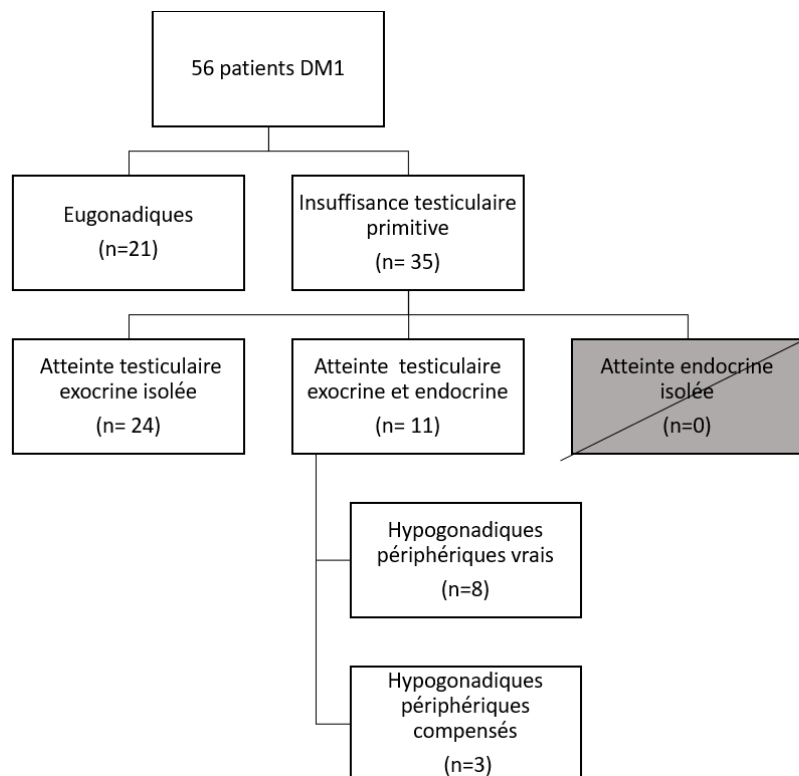 56 patients DM1
Eugonadiques
(n=21)
Insuffisance testiculaire
primitive
(n= 35)
Atteinte testiculaire
exocrine isolée
(n= 24)
Atteinte testiculaire
exocrine et endocrine
(n= 11)
Atteinte endocrine
isolée
(n=0)
Hypogonadiques
périphériques vrais
(n=8)
Hypogonadiques
périphériques
compensés
(n=3)